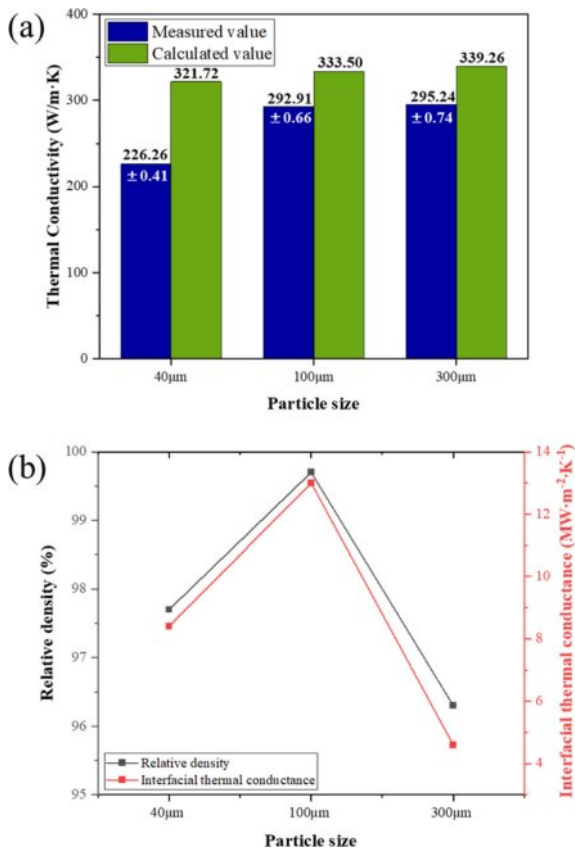 (a)
Measured value
Calculated value
Thermal Conductivity (W/m·K)
400
300
200
100
0
226.26
±0.41
321.72
292.91
±0.66
333.50
295.24
±0.74
339.26
40μm
100μm
300μm
Particle size
(b)
Relative density (%)
100
99
98
97
96
95
Interfacial thermal conductance (MW·m⁻²·K⁻¹)
14
12
10
8
6
4
Relative density
Interfacial thermal conductance
40μm
100μm
300μm
Particle size